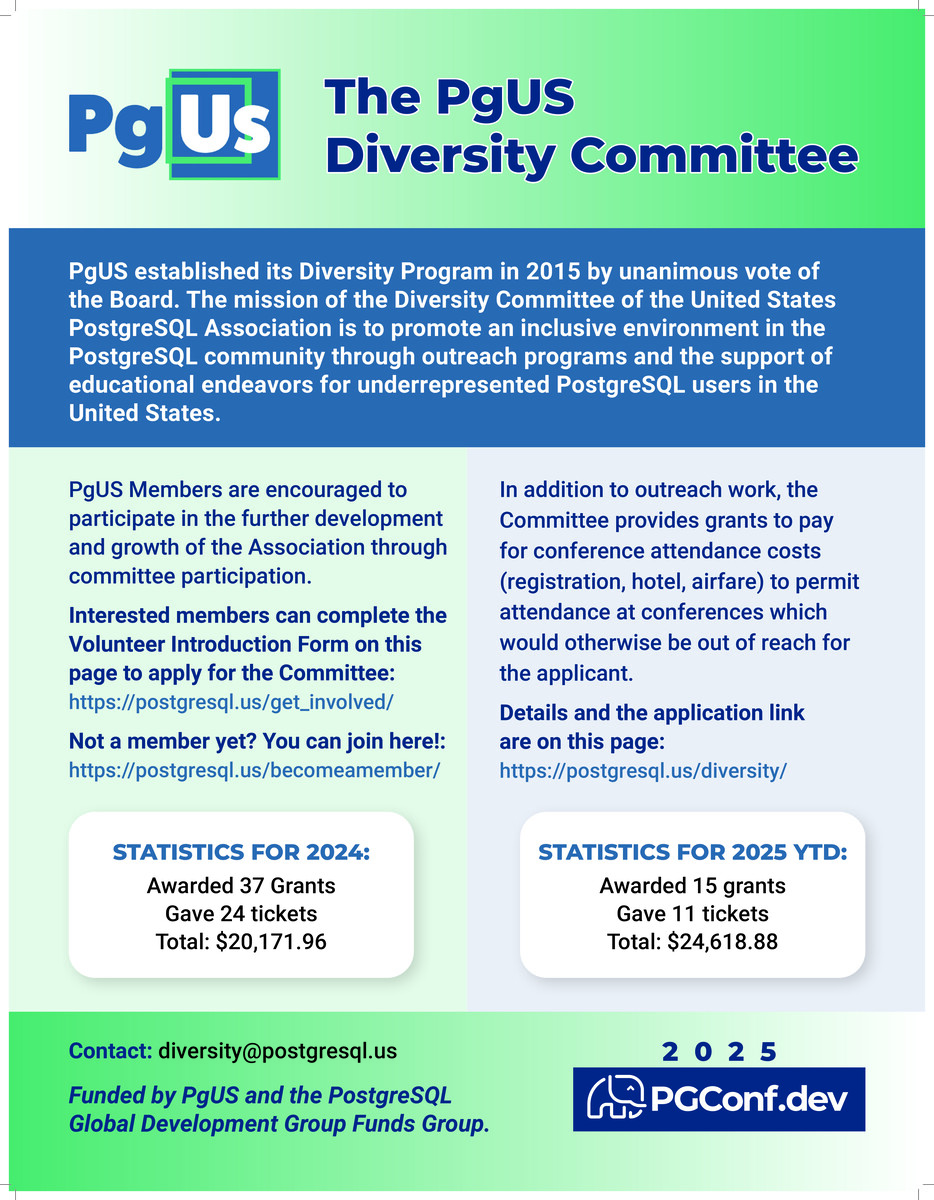 PgUs
The PgUS
Diversity Committee
PgUS established its Diversity Program in 2015 by unanimous vote of
the Board. The mission of the Diversity Committee of the United States
PostgreSQL Association is to promote an inclusive environment in the
PostgreSQL community through outreach programs and the support of
educational endeavors for underrepresented PostgreSQL users in the
United States.
PgUS Members are encouraged to
participate in the further development
and growth of the Association through
committee participation.
Interested members can complete the
Volunteer Introduction Form on this
page to apply for the Committee:
https://postgresql.us/get_involved/
Not a member yet? You can join here!:
https://postgresql.us/becomeamember/
STATISTICS FOR 2024:
Awarded 37 Grants
Gave 24 tickets
Total: $20,171.96
In addition to outreach work, the
Committee provides grants to pay
for conference attendance costs
(registration, hotel, airfare) to permit
attendance at conferences which
would otherwise be out of reach for
the applicant.
Details and the application link
are on this page:
https://postgresql.us/diversity/
STATISTICS FOR 2025 YTD:
Awarded 15 grants
Gave 11 tickets
Total: $24,618.88
Contact: diversity@postgresql.us
Funded by PgUS and the PostgreSQL
Global Development Group Funds Group.
2025
PGConf.dev